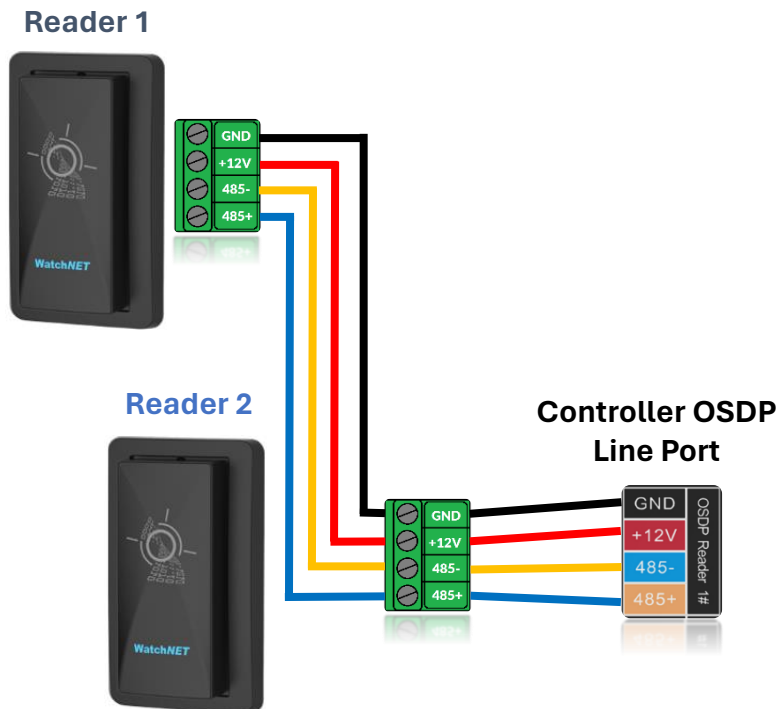 Reader 1
GND
+12V
485-
485+
WatchNET
Reader 2
WatchNET
GND
+12V
485-
485+
Controller OSDP
Line Port
GND
+12V
485-
485+
OSDP Reader 1#